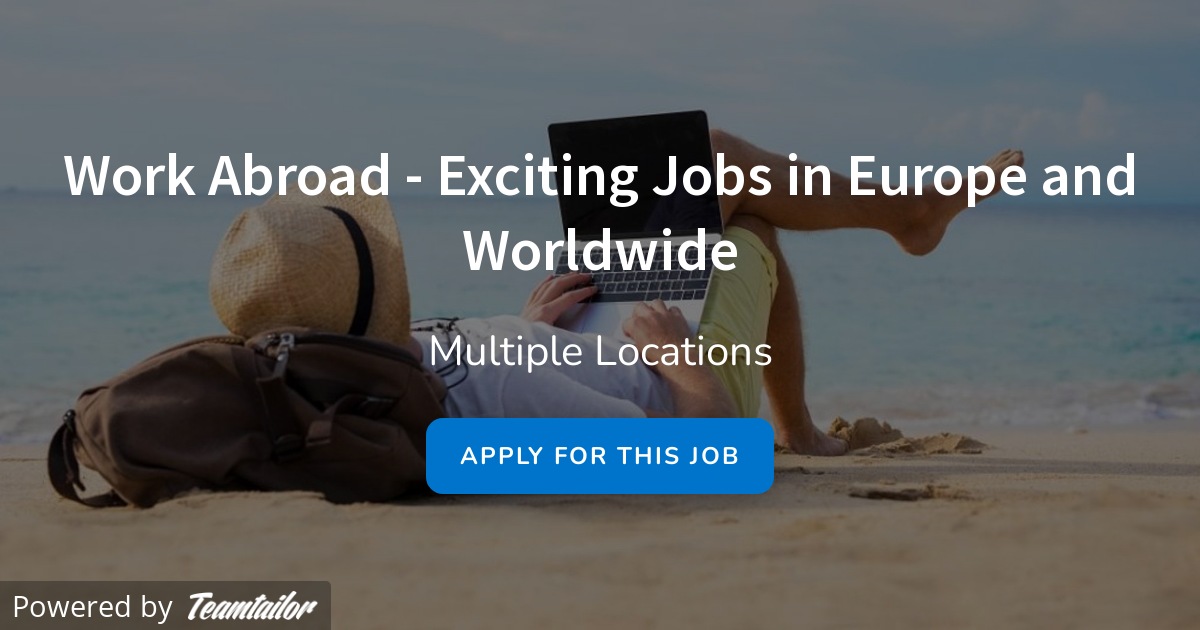 Work Abroad - Exciting Jobs in Europe and
Worldwide
Multiple Locations
APPLY FOR THIS JOB
Powered by Teamtailor